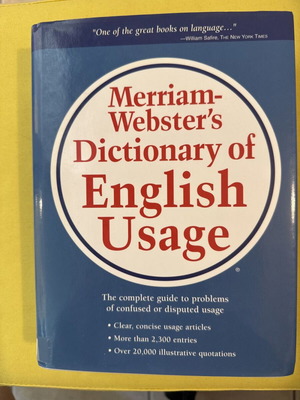 "One of the great books on language..."
—William Safire, THE NEW YORK TIMES
Merriam-
Webster's
Dictionary of
English
Usage
®
The complete guide to problems
of confused or disputed usage
• Clear, concise usage articles
• More than 2,300 entries
• Over 20,000 illustrative quotations